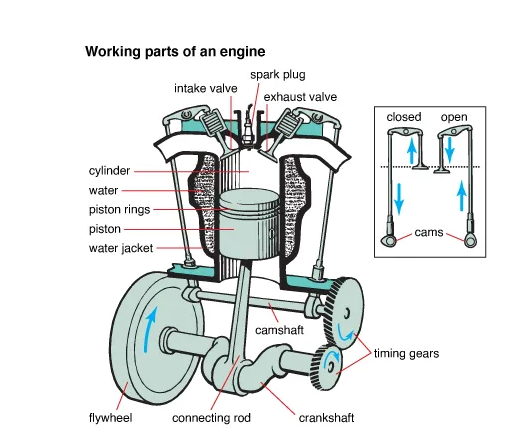 Working parts of an engine
spark plug
intake valve
exhaust valve
closed
open
cylinder
water
piston rings
piston
water jacket
cams
camshaft
timing gears
flywheel
connecting rod
crankshaft